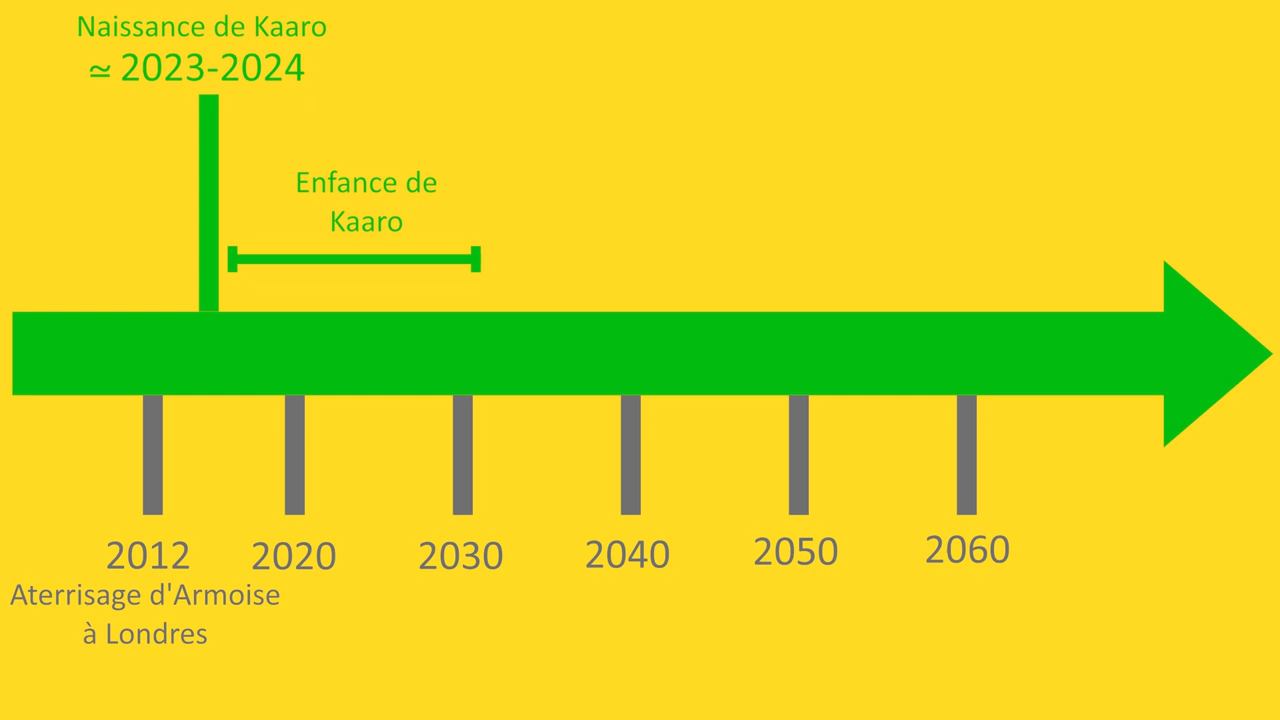 Naissance de Kaaro
≃ 2023-2024
Enfance de
Kaaro
2012
2020
2030
2040
2050
2060
Aterrisage d'Armoise
à Londres